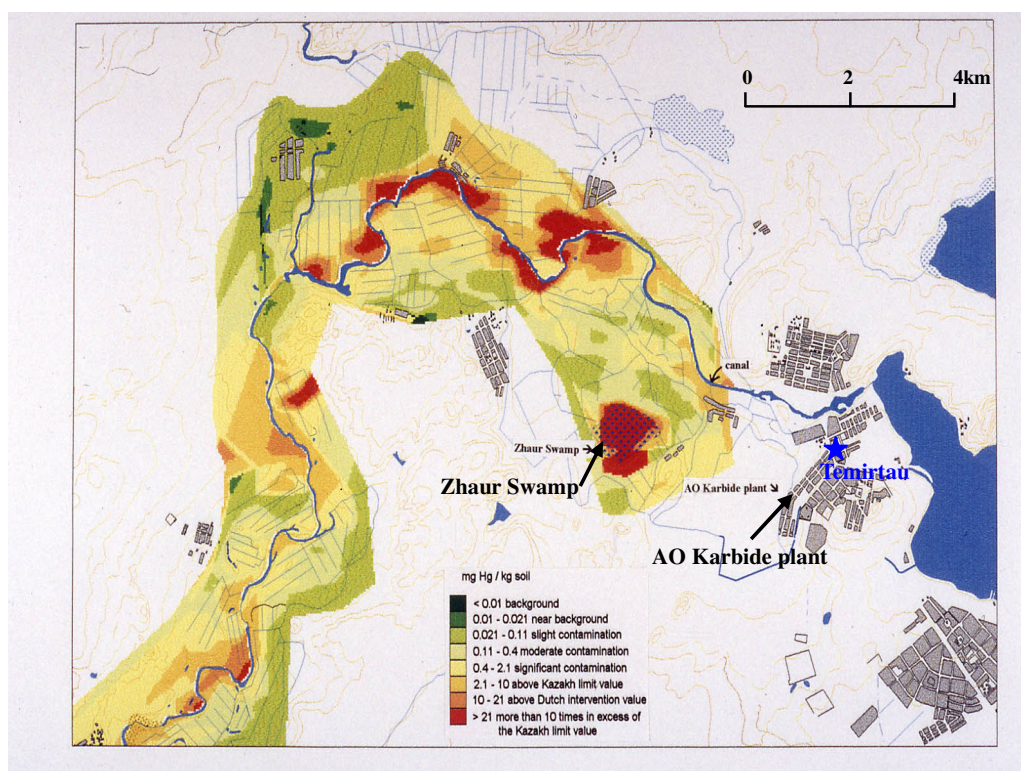 0 2 4km
canal
Zhaur Swamp
Zhaur Swamp
Temirtau
AO Karbide plant
AO Karbide plant
mg Hg / kg soil
< 0.01 background
0.01 - 0.021 near background
0.021 - 0.11 slight contamination
0.11 - 0.4 moderate contamination
0.4 - 2.1 significant contamination
2.1 - 10 above Kazakh limit value
10 - 21 above Dutch intervention value
> 21 more than 10 times in excess of
the Kazakh limit value